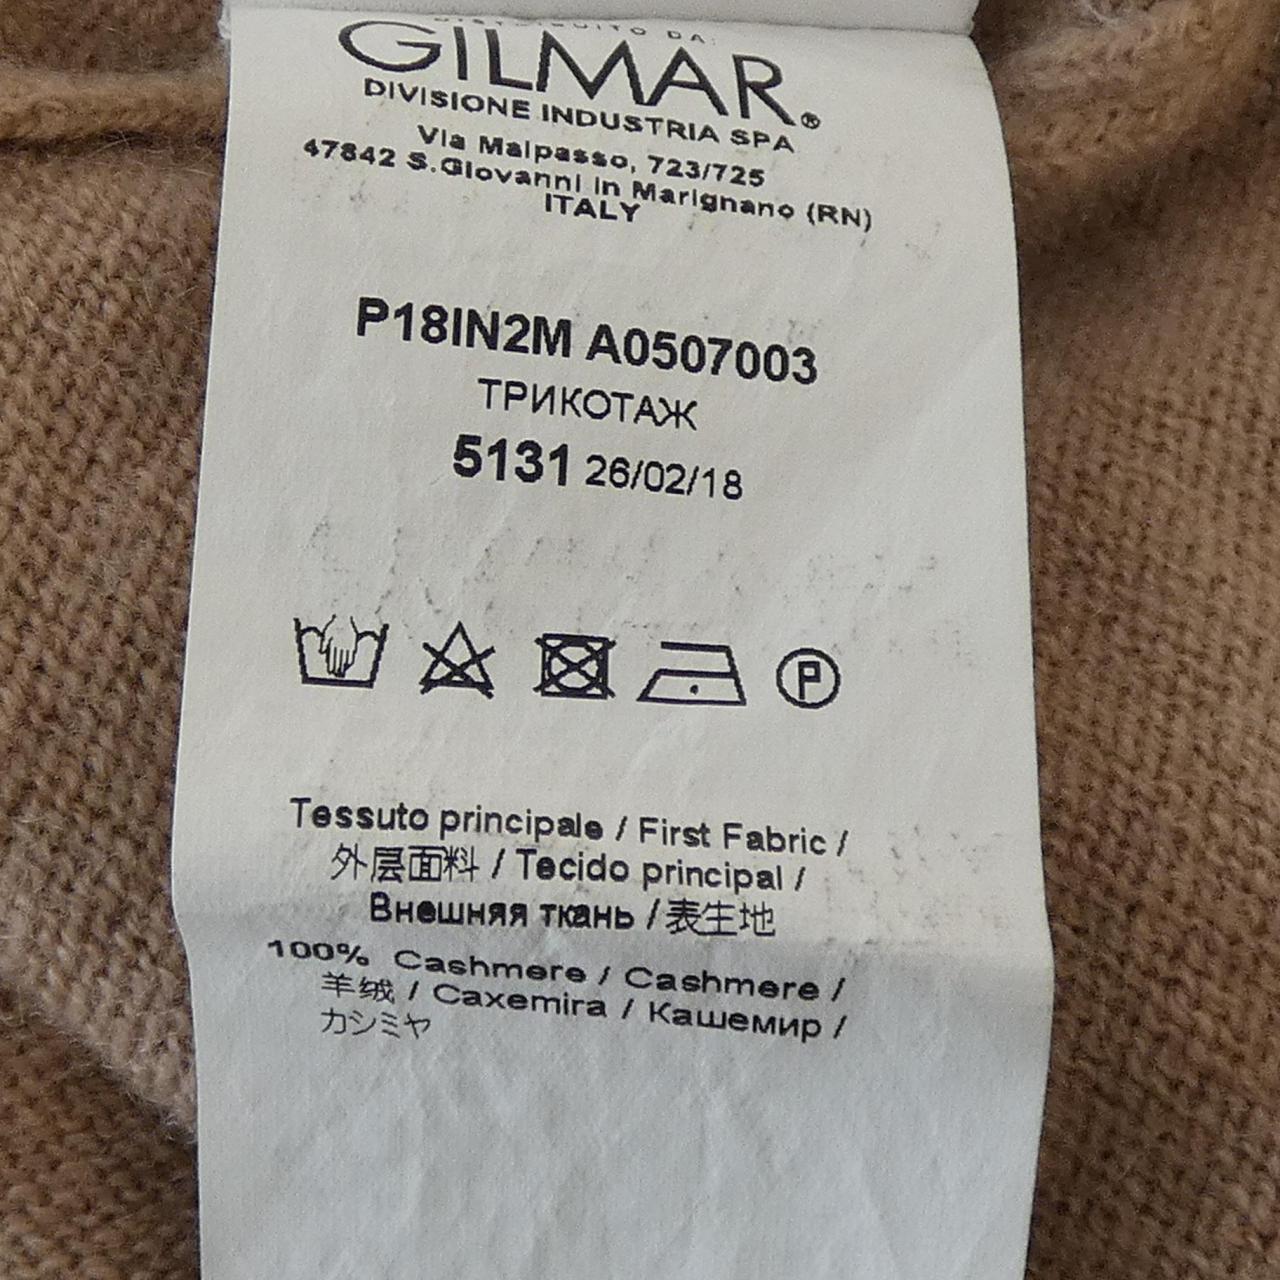 DISTRIBUITO DA:
GILMAR®
DIVISIONE INDUSTRIA SPA
Via Malpasso, 723/725
47842 S.Giovanni in Marignano (RN)
ITALY
P18IN2M A0507003
ТРИКОТАЖ
5131 26/02/18
P
Tessuto principale / First Fabric /
外层面料 / Tecido principal /
Внешняя ткань / 表生地
100% Cashmere / Cashmere /
羊绒 / Caxemira / Кашемир /
カシミヤ